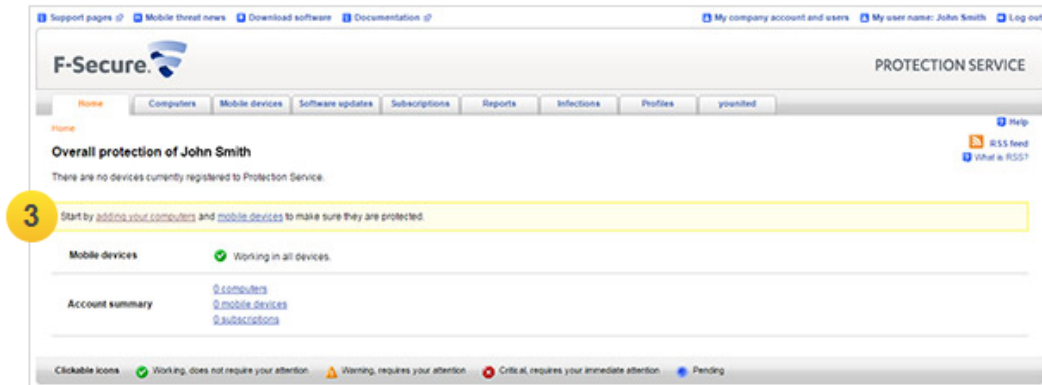 Support pages Mobile threat news Download software Documentation My company account and users My user name: John Smith Log out
F-Secure. PROTECTION SERVICE
Home Computers Mobile devices Software updates Subscriptions Reports Infections Profiles younited
Home Help
RSS feed
Overall protection of John Smith What is RSS?
There are no devices currently registered to Protection Service.
3 Start by adding your computers and mobile devices to make sure they are protected.
Mobile devices Working in all devices.
0 computers
Account summary 0 mobile devices
0 subscriptions
Clickable icons Working, does not require your attention Warning, requires your attention Critical, requires your immediate attention Pending